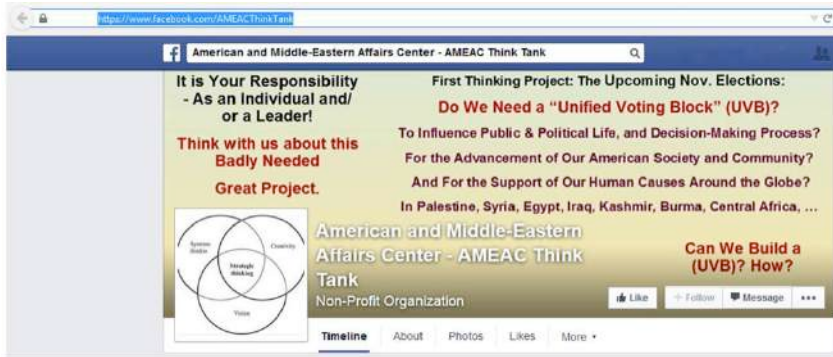 https://www.facebook.com/AMEACThinkTank
American and Middle-Eastern Affairs Center - AMEAC Think Tank
It is Your Responsibility
- As an Individual and/
or a Leader!
Think with us about this
Badly Needed
Great Project.
First Thinking Project: The Upcoming Nov. Elections:
Do We Need a “Unified Voting Block” (UVB)?
To Influence Public & Political Life, and Decision-Making Process?
For the Advancement of Our American Society and Community?
And For the Support of Our Human Causes Around the Globe?
In Palestine, Syria, Egypt, Iraq, Kashmir, Burma, Central Africa, ...
Can We Build a
(UVB)? How?
Systems
thinkin
Creativity
Strategic
thinking
Vision
American and Middle-Eastern
Affairs Center - AMEAC Think
Tank
Non-Profit Organization
Like
+ Follow
Message
Timeline
About
Photos
Likes
More